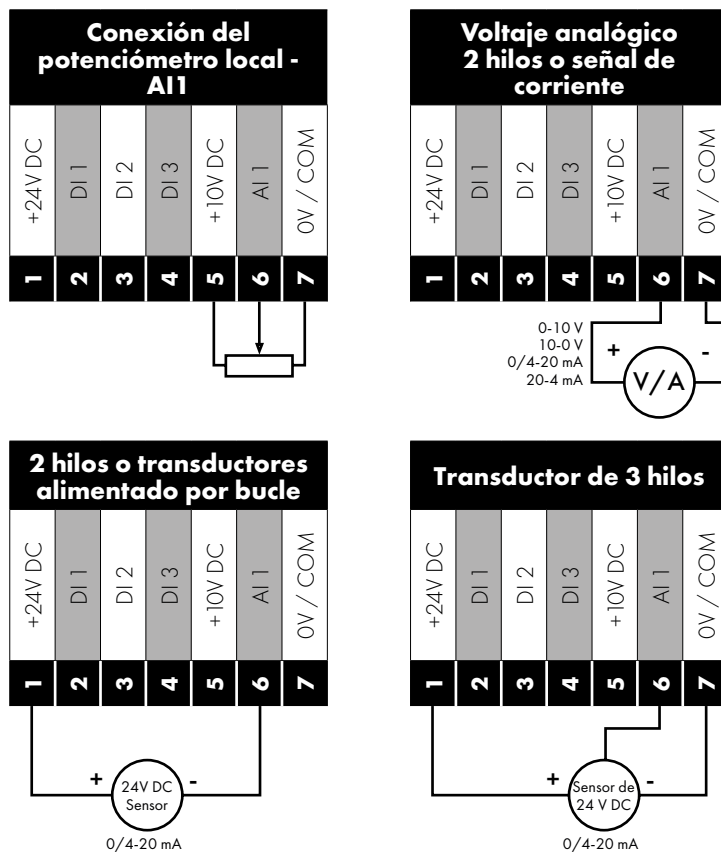 Conexión del
potenciómetro local -
AI1
+24V DC
DI 1
DI 2
DI 3
+10V DC
AI 1
0V / COM
1
2
3
4
5
6
7
Voltaje analógico
2 hilos o señal de
corriente
+24V DC
DI 1
DI 2
DI 3
+10V DC
AI 1
0V / COM
1
2
3
4
5
6
7
0-10 V
10-0 V
0/4-20 mA
20-4 mA
+
V/A
-
2 hilos o transductores
alimentado por bucle
+24V DC
DI 1
DI 2
DI 3
+10V DC
AI 1
0V / COM
1
2
3
4
5
6
7
+
24V DC
Sensor
-
0/4-20 mA
Transductor de 3 hilos
+24V DC
DI 1
DI 2
DI 3
+10V DC
AI 1
0V / COM
1
2
3
4
5
6
7
+
Sensor de
24 V DC
-
0/4-20 mA